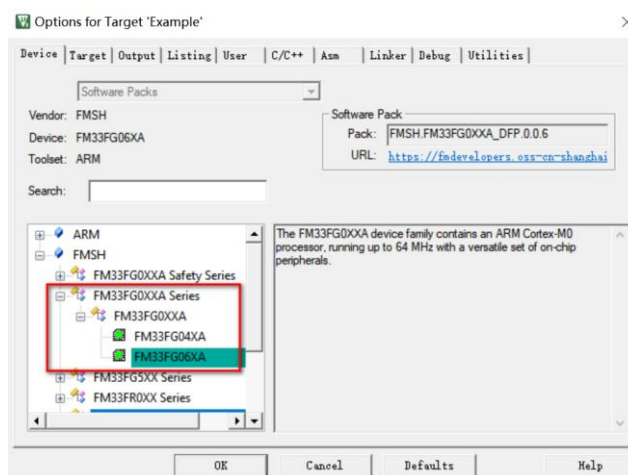 Options for Target 'Example'
Device Target Output Listing User C/C++ Asm Linker Debug Utilities
Software Packs
Vendor: FMSH
Device: FM33FG06XA
Toolset: ARM
Search:
Software Pack
Pack: FMSH.FM33FG0XXA_DFP.0.0.6
URL: https://fmdevelopers.oss-cn-shanghai
ARM
FMSH
FM33FG0XXA Safety Series
FM33FG0XXA Series
FM33FG0XXA
FM33FG04XA
FM33FG06XA
FM33FG5XX Series
FM33FR0XX Series
The FM33FG0XXA device family contains an ARM Cortex-M0
processor, running up to 64 MHz with a versatile set of on-chip
peripherals.
OK Cancel Defaults Help